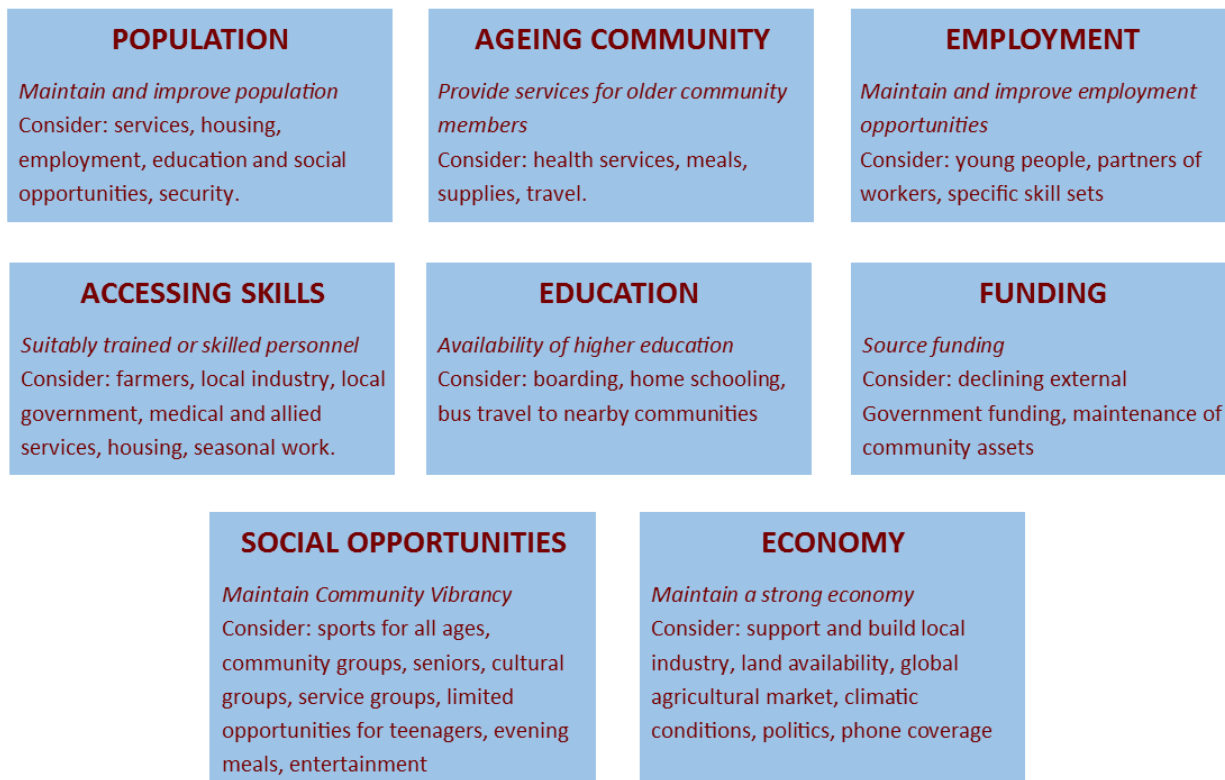 POPULATION
Maintain and improve population
Consider: services, housing,
employment, education and social
opportunities, security.
AGEING COMMUNITY
Provide services for older community
members
Consider: health services, meals,
supplies, travel.
EMPLOYMENT
Maintain and improve employment
opportunities
Consider: young people, partners of
workers, specific skill sets
ACCESSING SKILLS
Suitably trained or skilled personnel
Consider: farmers, local industry, local
government, medical and allied
services, housing, seasonal work.
EDUCATION
Availability of higher education
Consider: boarding, home schooling,
bus travel to nearby communities
FUNDING
Source funding
Consider: declining external
Government funding, maintenance of
community assets
SOCIAL OPPORTUNITIES
Maintain Community Vibrancy
Consider: sports for all ages,
community groups, seniors, cultural
groups, service groups, limited
opportunities for teenagers, evening
meals, entertainment
ECONOMY
Maintain a strong economy
Consider: support and build local
industry, land availability, global
agricultural market, climatic
conditions, politics, phone coverage